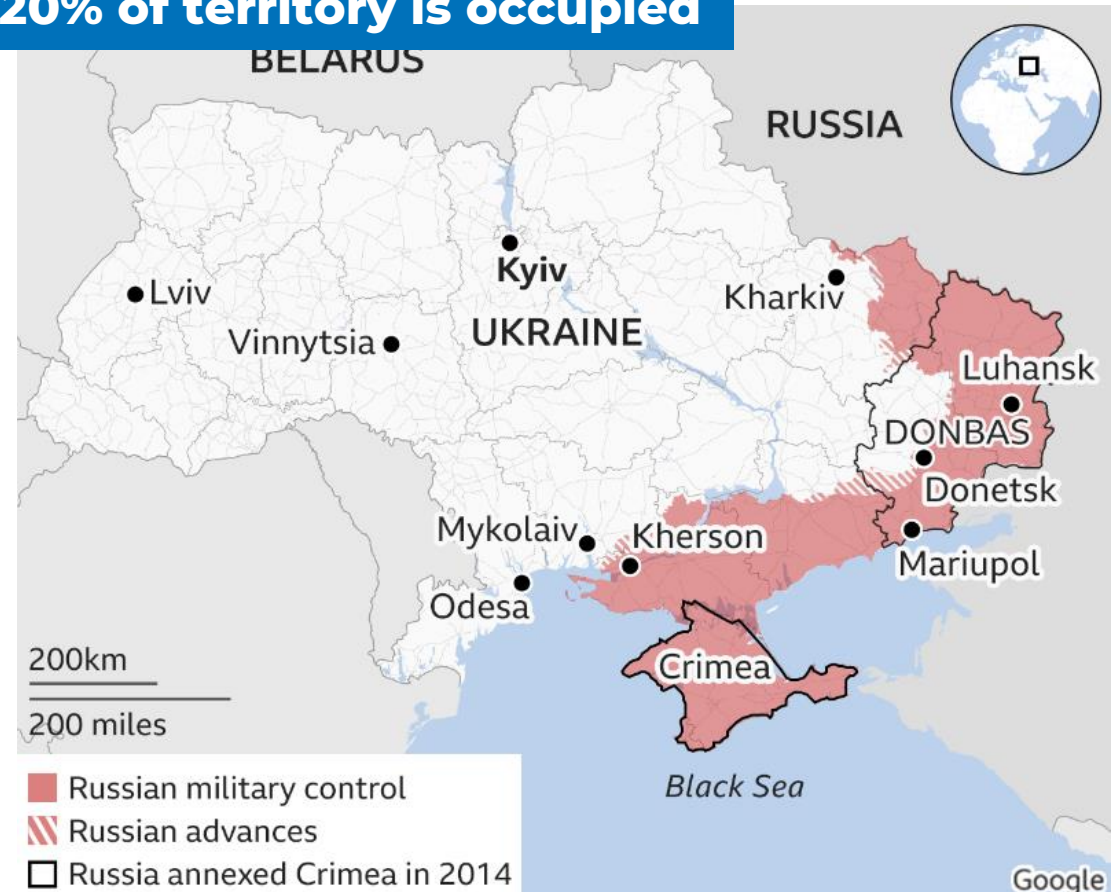 20% of territory is occupied
BELARUS
RUSSIA
Kyiv
Lviv
Kharkiv
Vinnytsia
UKRAINE
Luhansk
DONBAS
Donetsk
Mykolaiv
Kherson
Mariupol
Odesa
200km
Crimea
200 miles
Black Sea
Russian military control
Russian advances
Russia annexed Crimea in 2014
Google